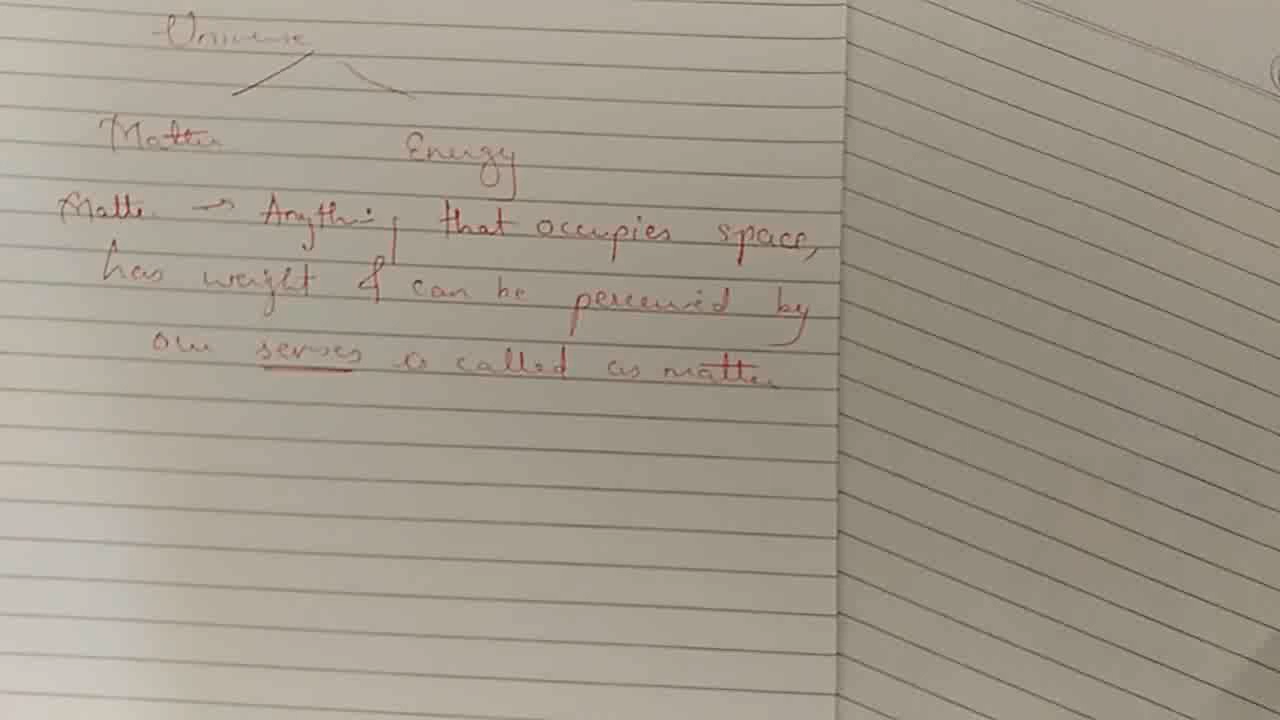 Universe
Matter Energy
Matter → Anything that occupies space,
has weight & can be perceived by
our senses is called as matter